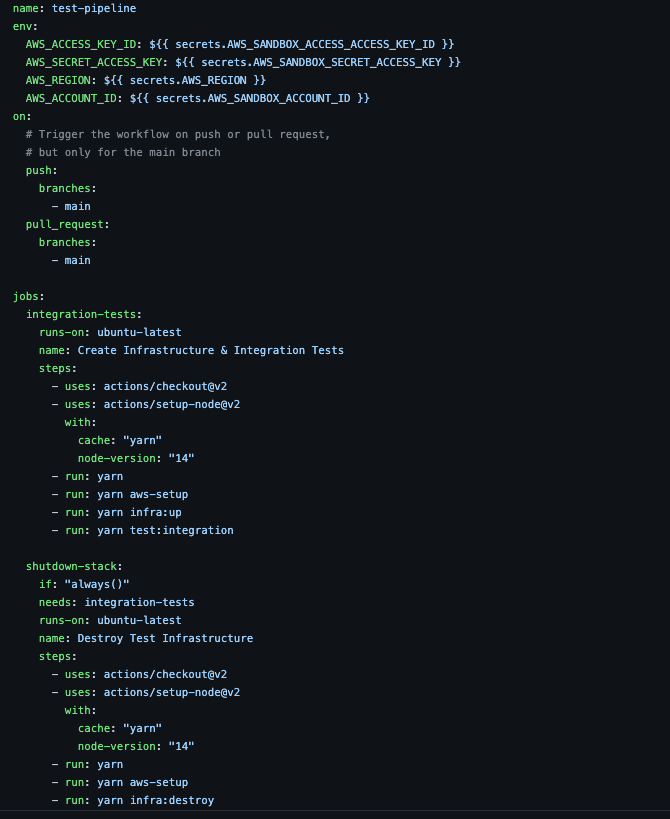 name: test-pipeline
env:
  AWS_ACCESS_KEY_ID: ${{ secrets.AWS_SANDBOX_ACCESS_ACCESS_KEY_ID }}
  AWS_SECRET_ACCESS_KEY: ${{ secrets.AWS_SANDBOX_SECRET_ACCESS_KEY }}
  AWS_REGION: ${{ secrets.AWS_REGION }}
  AWS_ACCOUNT_ID: ${{ secrets.AWS_SANDBOX_ACCOUNT_ID }}
on:
  # Trigger the workflow on push or pull request,
  # but only for the main branch
  push:
    branches:
      - main
  pull_request:
    branches:
      - main

jobs:
  integration-tests:
    runs-on: ubuntu-latest
    name: Create Infrastructure & Integration Tests
    steps:
      - uses: actions/checkout@v2
      - uses: actions/setup-node@v2
        with:
          cache: "yarn"
          node-version: "14"
      - run: yarn
      - run: yarn aws-setup
      - run: yarn infra:up
      - run: yarn test:integration

  shutdown-stack:
    if: "always()"
    needs: integration-tests
    runs-on: ubuntu-latest
    name: Destroy Test Infrastructure
    steps:
      - uses: actions/checkout@v2
      - uses: actions/setup-node@v2
        with:
          cache: "yarn"
          node-version: "14"
      - run: yarn
      - run: yarn aws-setup
      - run: yarn infra:destroy